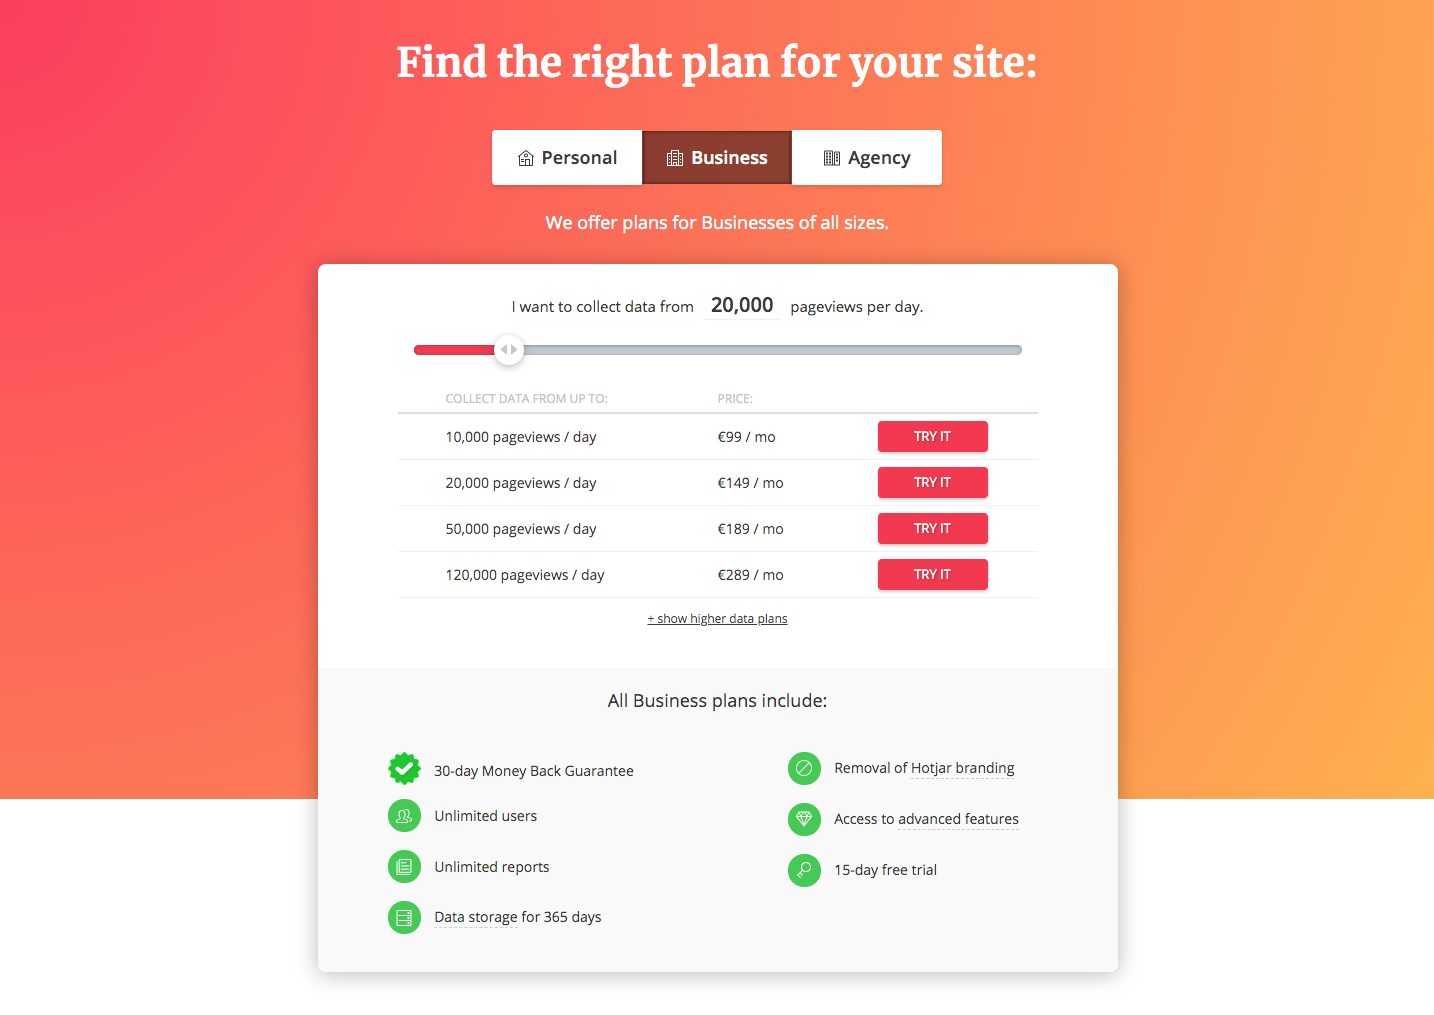 Find the right plan for your site:
Personal
Business
Agency
We offer plans for Businesses of all sizes.
I want to collect data from 20,000 pageviews per day.
COLLECT DATA FROM UP TO: PRICE:
10,000 pageviews / day €99 / mo TRY IT
20,000 pageviews / day €149 / mo TRY IT
50,000 pageviews / day €189 / mo TRY IT
120,000 pageviews / day €289 / mo TRY IT
+ show higher data plans
All Business plans include:
30-day Money Back Guarantee
Unlimited users
Unlimited reports
Data storage for 365 days
Removal of Hotjar branding
Access to advanced features
15-day free trial